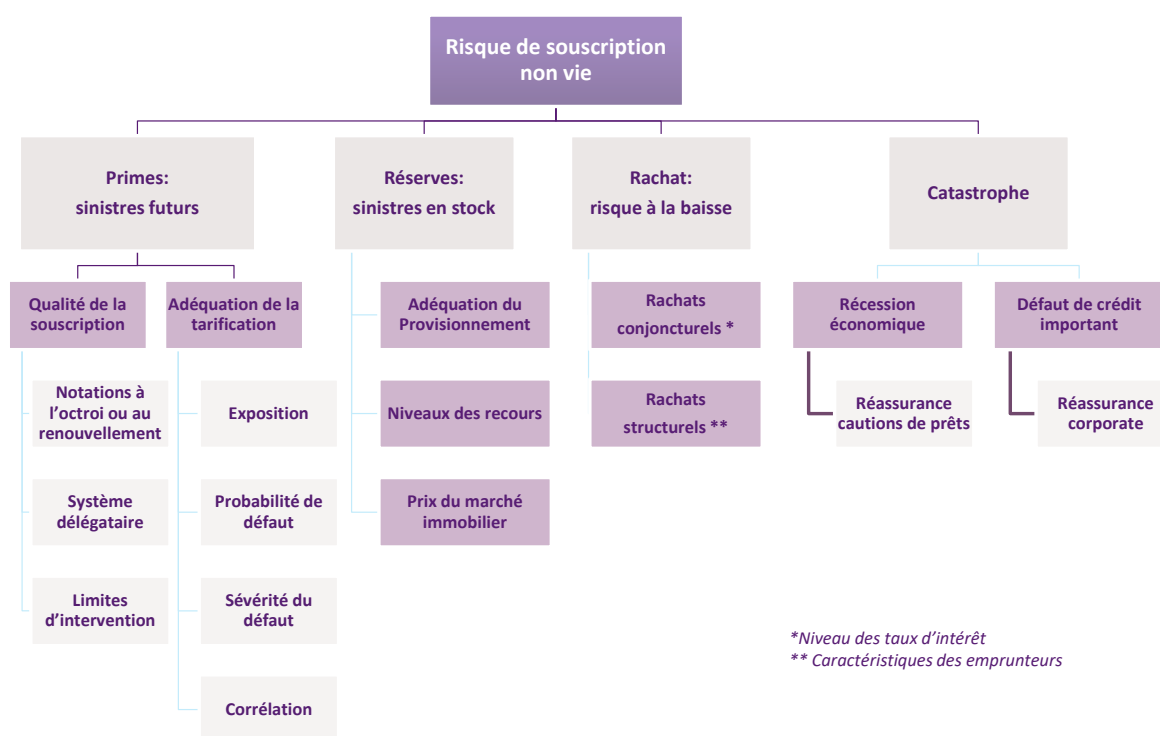 Risque de souscription
non vie
Primes:
sinistres futurs
Réserves:
sinistres en stock
Rachat:
risque à la baisse
Catastrophe
Qualité de la
souscription
Adéquation de la
tarification
Adéquation du
Provisionnement
Rachats
conjoncturels *
Récession
économique
Défaut de crédit
important
Notations à
l’octroi ou au
renouvellement
Exposition
Niveaux des recours
Rachats
structurels **
Réassurance
cautions de prêts
Réassurance
corporate
Système
délégataire
Probabilité de
défaut
Prix du marché
immobilier
Limites
d’intervention
Sévérité du
défaut
Corrélation
*Niveau des taux d’intérêt
** Caractéristiques des emprunteurs